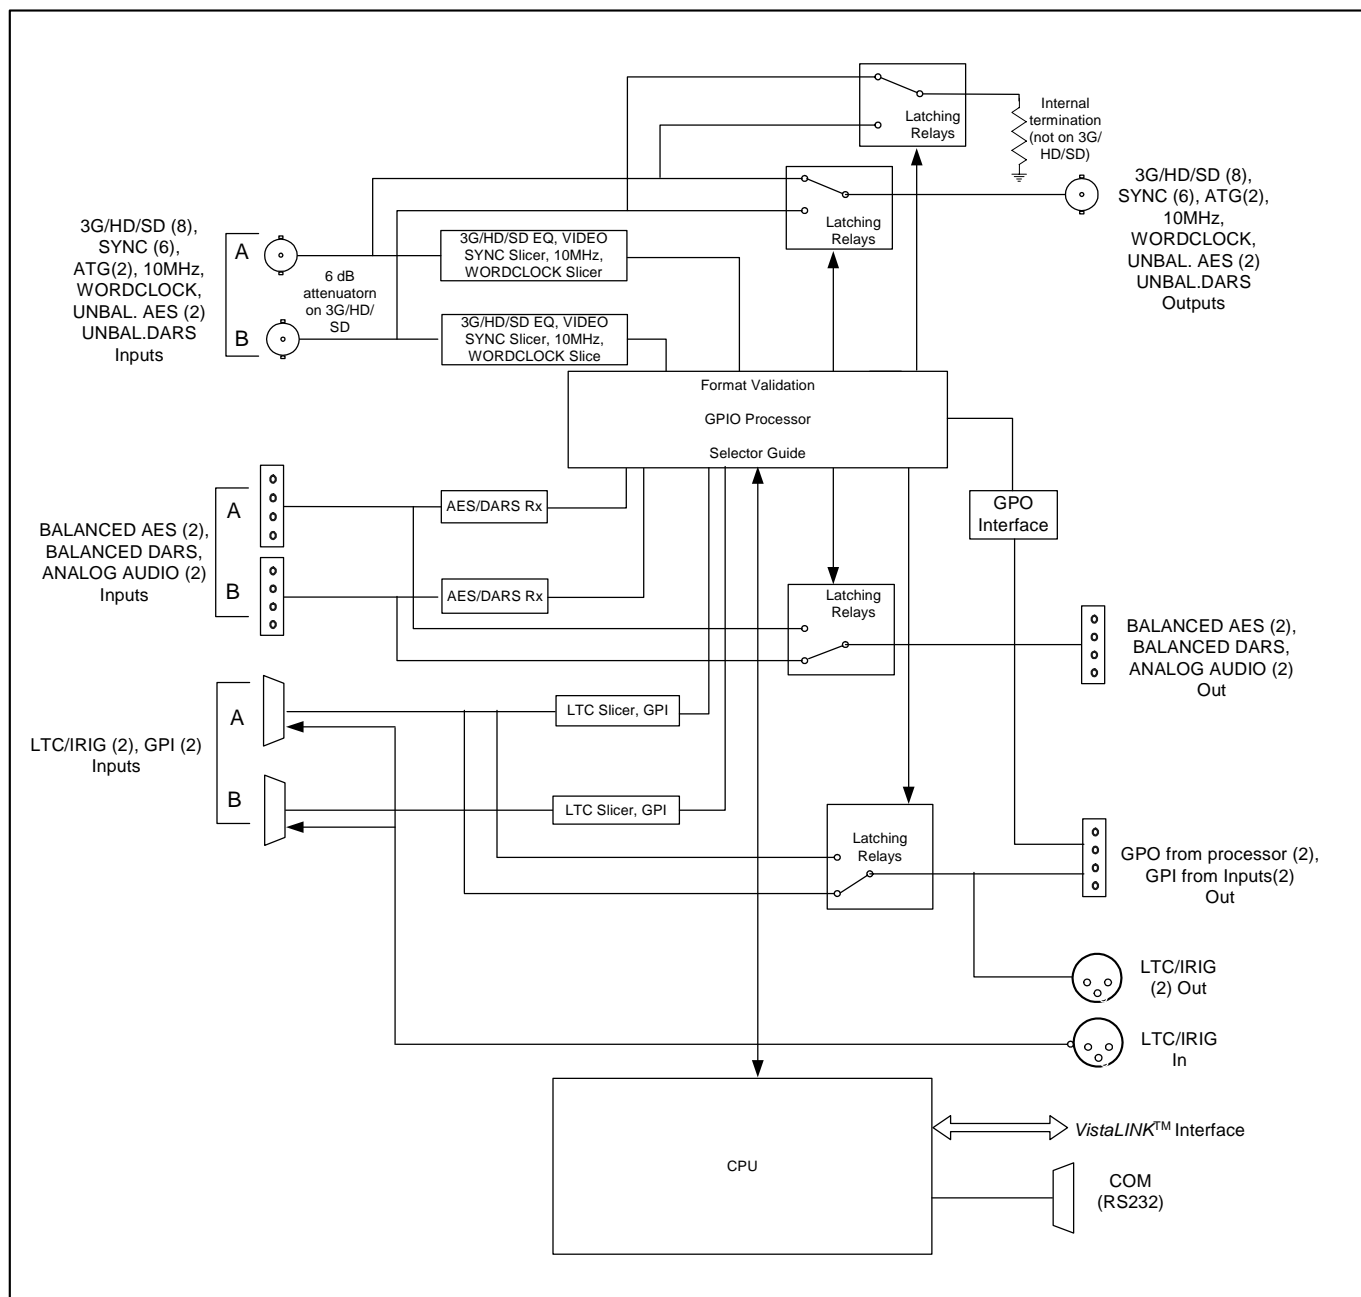 Latching
Relays
Internal
termination
(not on 3G/
HD/SD)
Latching
Relays
3G/HD/SD (8),
SYNC (6), ATG(2),
10MHz,
WORDCLOCK,
UNBAL. AES (2)
UNBAL.DARS
Outputs
3G/HD/SD (8),
SYNC (6),
ATG(2), 10MHz,
WORDCLOCK,
UNBAL. AES (2)
UNBAL.DARS
Inputs
A
B
6 dB
attenuatorn
on 3G/HD/
SD
3G/HD/SD EQ, VIDEO
SYNC Slicer, 10MHz,
WORDCLOCK Slicer
3G/HD/SD EQ, VIDEO
SYNC Slicer, 10MHz,
WORDCLOCK Slice
Format Validation
GPIO Processor
Selector Guide
BALANCED AES (2),
BALANCED DARS,
ANALOG AUDIO (2)
Inputs
A
B
AES/DARS Rx
AES/DARS Rx
GPO
Interface
Latching
Relays
BALANCED AES (2),
BALANCED DARS,
ANALOG AUDIO (2)
Out
LTC/IRIG (2), GPI (2)
Inputs
A
B
LTC Slicer, GPI
LTC Slicer, GPI
Latching
Relays
GPO from processor (2),
GPI from Inputs(2)
Out
LTC/IRIG
(2) Out
LTC/IRIG
In
CPU
VistaLINK™ Interface
COM
(RS232)